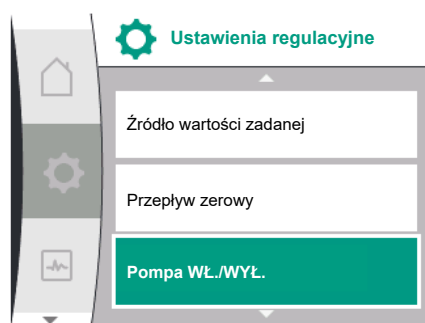 Ustawienia regulacyjne
Źródło wartości zadanej
Przepływ zerowy
Pompa WŁ./WYŁ.